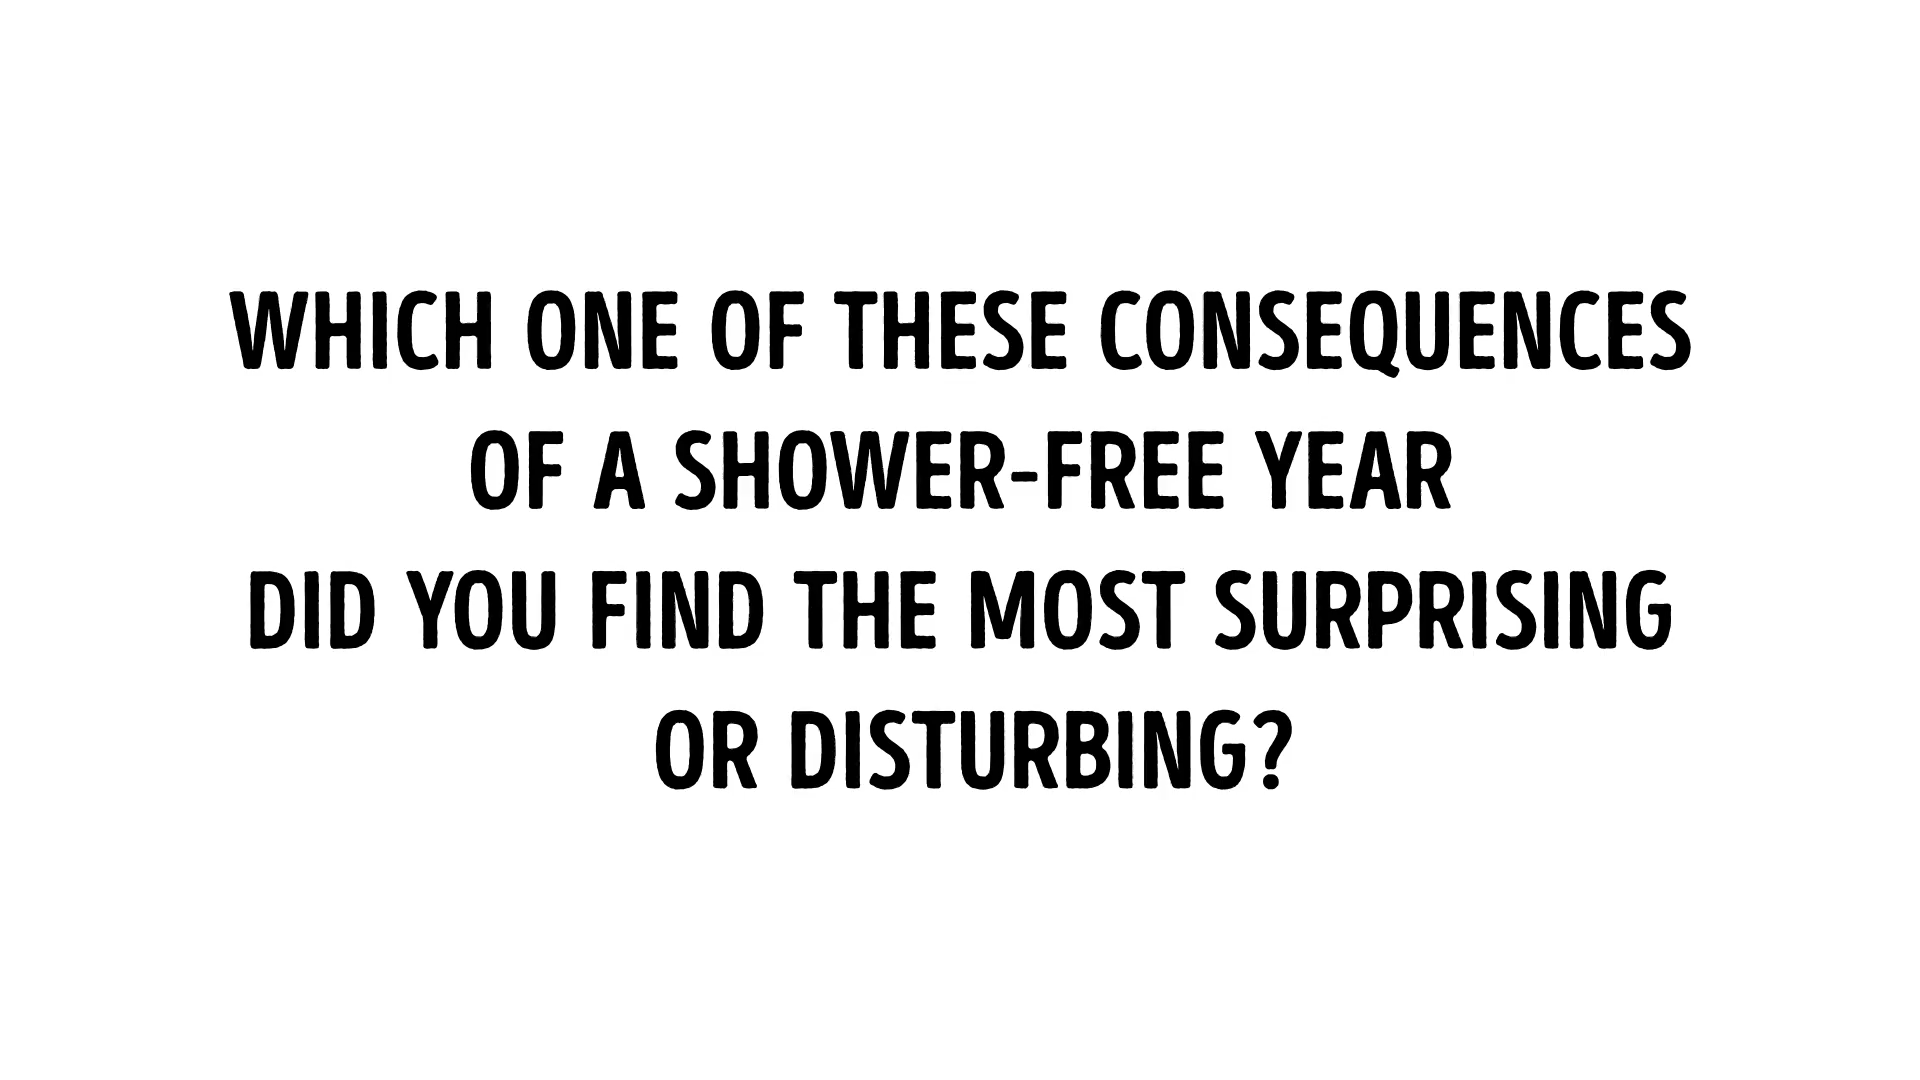 WHICH ONE OF THESE CONSEQUENCES
OF A SHOWER-FREE YEAR
DID YOU FIND THE MOST SURPRISING
OR DISTURBING?